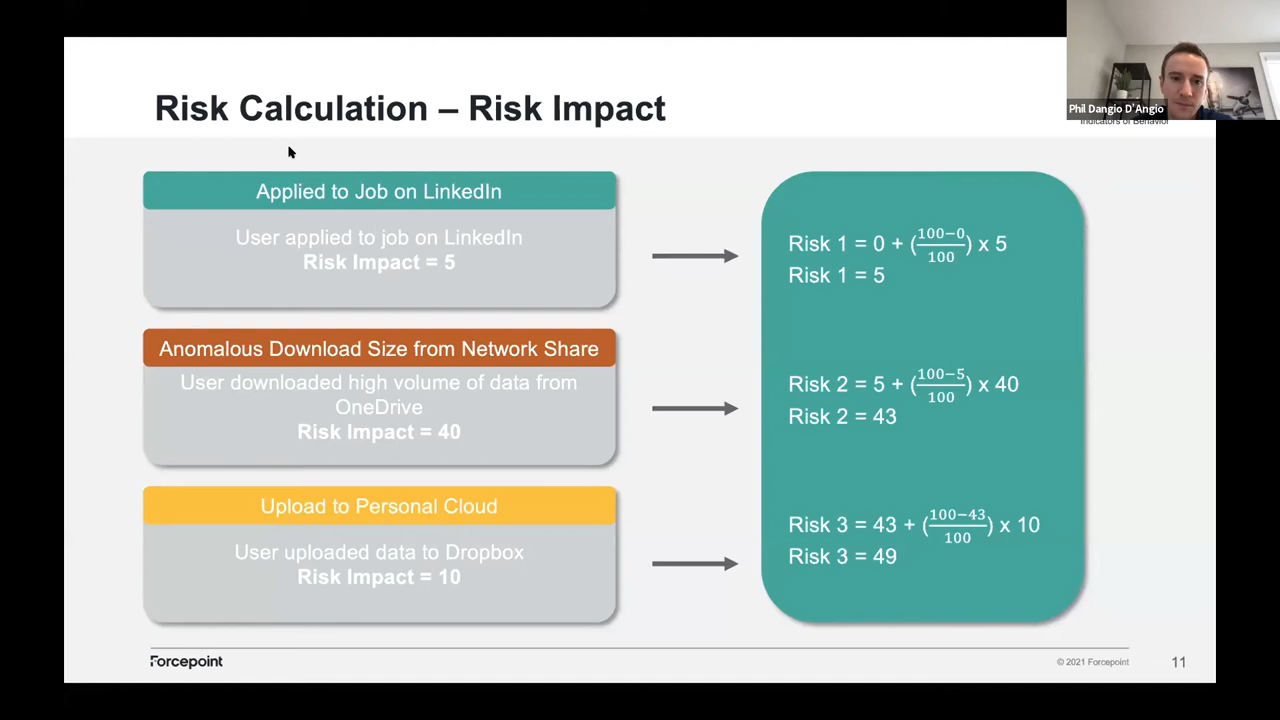 Risk Calculation – Risk Impact
Phil Dangio D'Angio
Indicators of Behavior
Applied to Job on LinkedIn
User applied to job on LinkedIn
Risk Impact = 5
Risk 1 = 0 + (100−0/100) x 5
Risk 1 = 5
Anomalous Download Size from Network Share
User downloaded high volume of data from
OneDrive
Risk Impact = 40
Risk 2 = 5 + (100−5/100) x 40
Risk 2 = 43
Upload to Personal Cloud
User uploaded data to Dropbox
Risk Impact = 10
Risk 3 = 43 + (100−43/100) x 10
Risk 3 = 49
Forcepoint
© 2021 Forcepoint
11